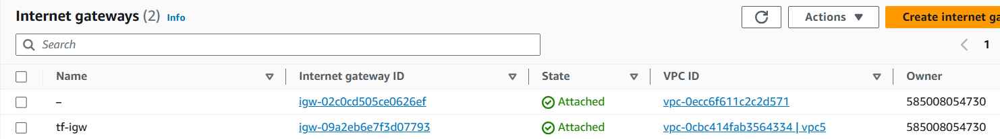 Internet gateways (2) Info
Actions
Create internet ga
Search
1
Name Internet gateway ID State VPC ID Owner
– igw-02c0cd505ce0626ef Attached vpc-0ecc6f611c2c2d571 585008054730
tf-igw igw-09a2eb6e7f3d07793 Attached vpc-0cbc414fab3564334 | vpc5 585008054730